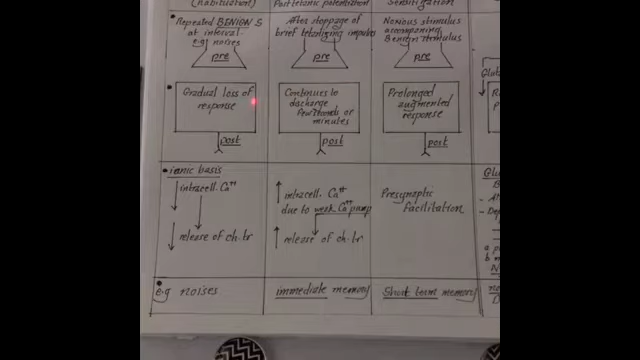 (habituation)
Post tetanic potentiation
Sensitization
Repeated BENIGN S
at interval
e.g noises
pre
After stoppage of
brief tetanizing impulses
pre
Noxious stimulus
accompanying
Benign stimulus
pre
Gradual loss of
response
post
Continues to
discharge
Few seconds or
minutes
post
Prolonged
augmented
response
post
ionic basis
↓ intracell. Ca++
↓ release of ch. tr
↑ intracell. Ca++
due to weak Ca++ pump
↑ release of ch. tr
Presynaptic
facilitation
e.g noises
immediate memory
Short term memory